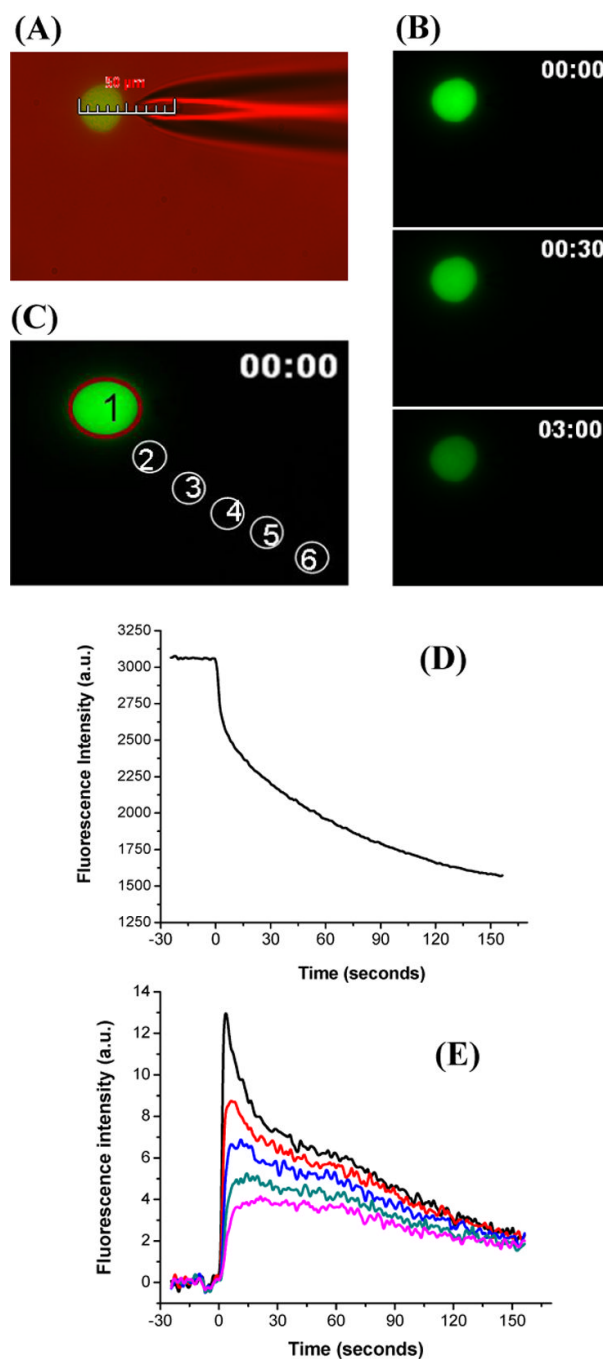 (A)
50 μm
(B)
00:00
00:30
03:00
(C)
00:00
1
2
3
4
5
6
(D)
Fluorescence Intensity (a.u.)
3250
3000
2750
2500
2250
2000
1750
1500
1250
-30 0 30 60 90 120 150
Time (seconds)
(E)
Fluorescence intensity (a.u.)
14
12
10
8
6
4
2
0
-30 0 30 60 90 120 150
Time (seconds)